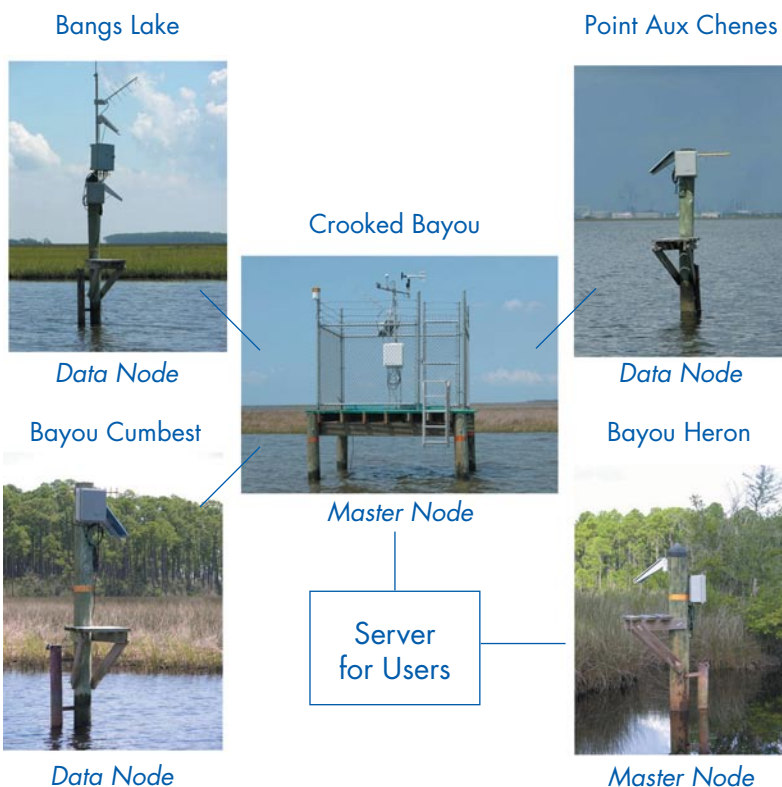 Bangs Lake
Point Aux Chenes
Crooked Bayou
Data Node
Data Node
Bayou Cumbest
Bayou Heron
Master Node
Server
for Users
Data Node
Master Node